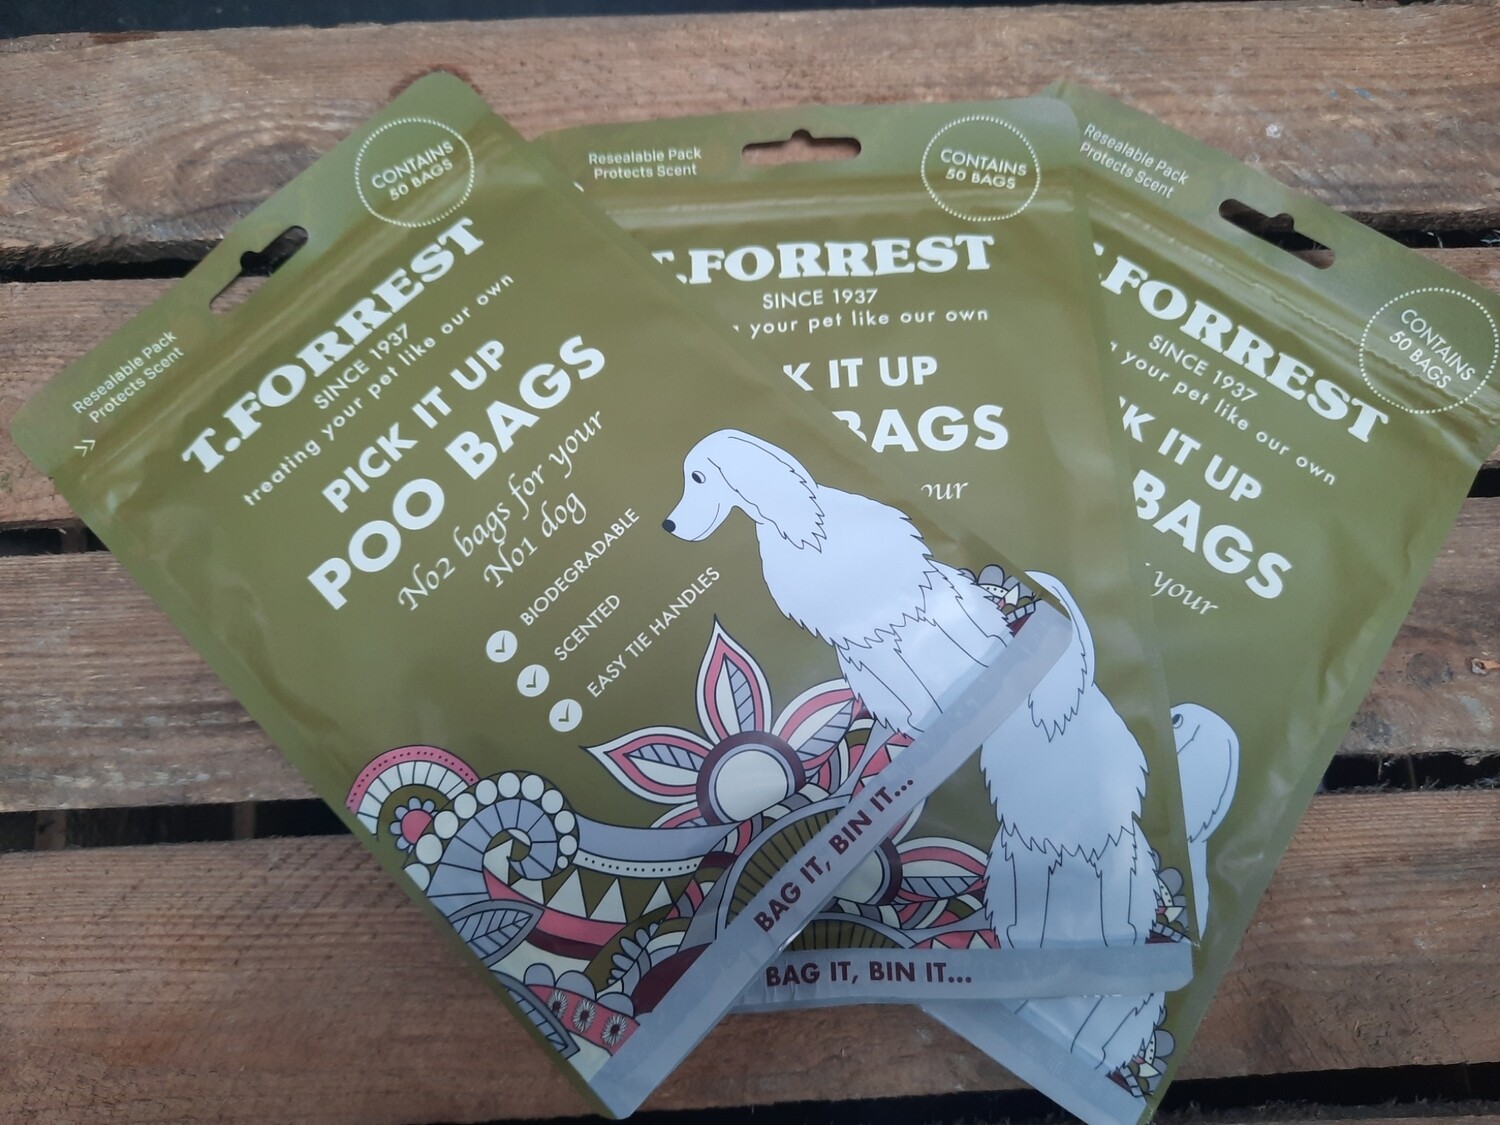 CONTAINS
50 BAGS
Resealable Pack
Protects Scent
T.FORREST
SINCE 1937
treating your pet like our own
PICK IT UP
POO BAGS
No2 bags for your
No1 dog
BIODEGRADABLE
SCENTED
EASY TIE HANDLES
BAG IT, BIN IT...
Resealable Pack
Protects Scent
CONTAINS
50 BAGS
.FORREST
SINCE 1937
your pet like our own
K IT UP
BAGS
our
BAG IT, BIN IT...
Resealable Pack
Protects Scent
CONTAINS
50 BAGS
.FORREST
SINCE 1937
your pet like our own
K IT UP
BAGS
your